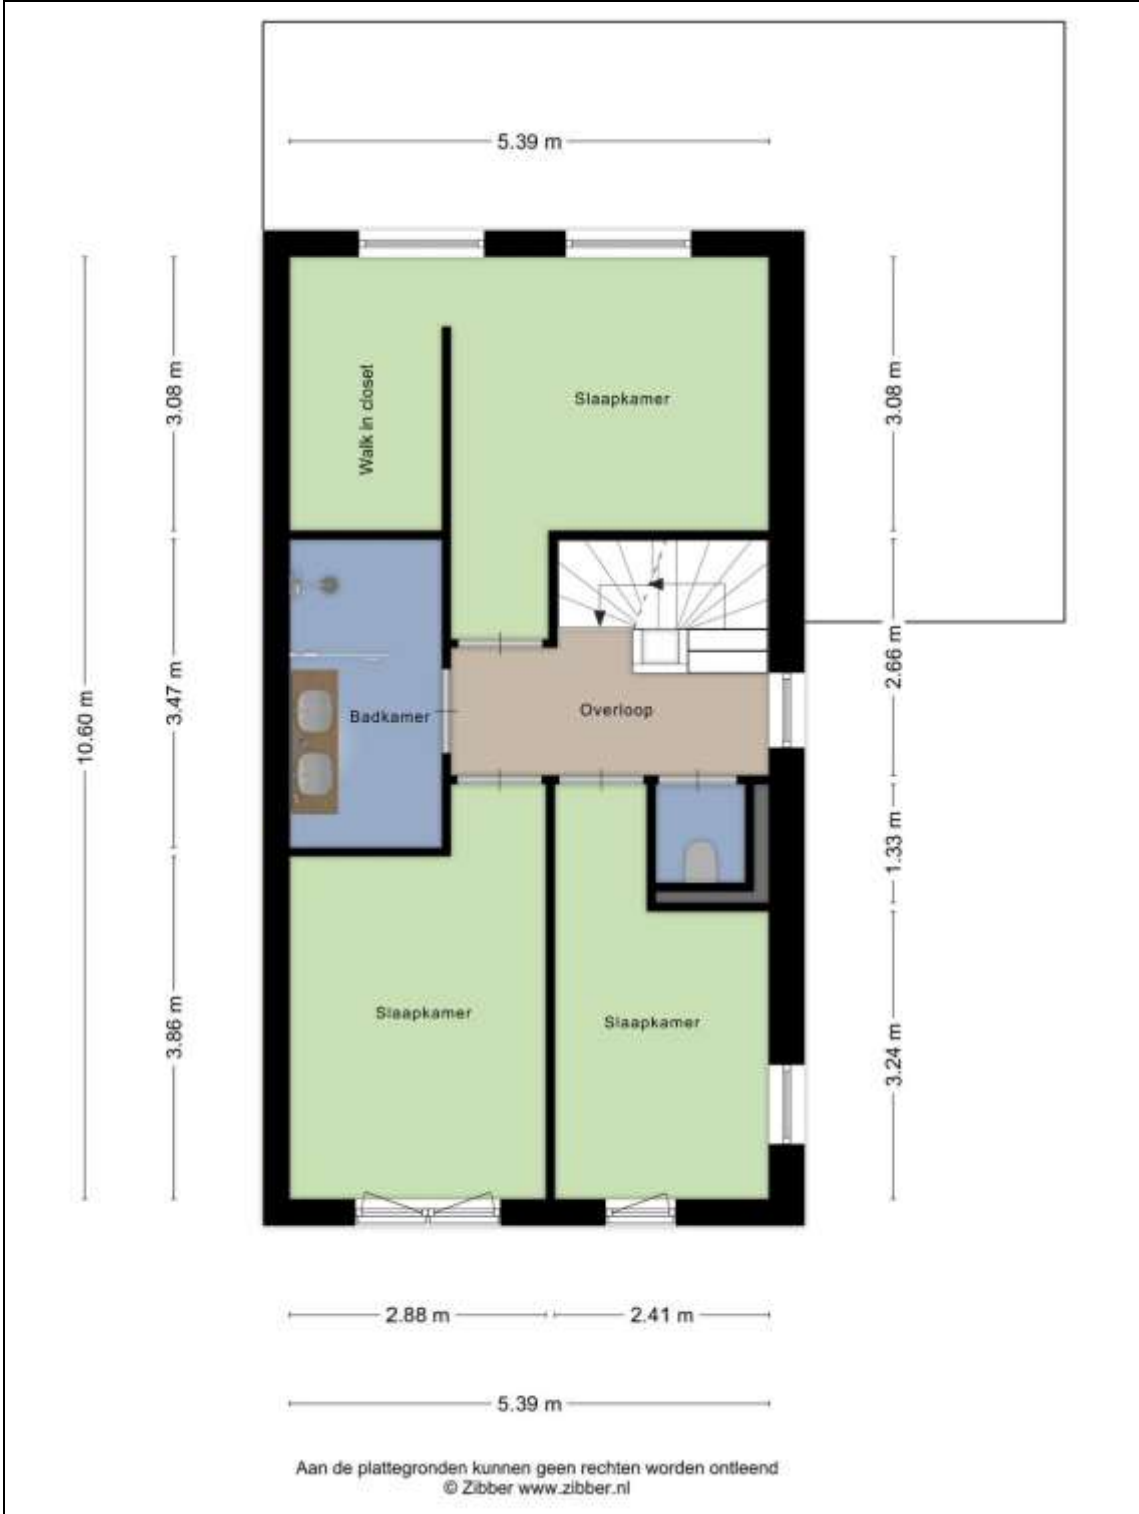 5.39 m
3.08 m
3.08 m
Walk in closet
Slaapkamer
2.66 m
3.47 m
10.60 m
Badkamer
Overloop
1.33 m
3.86 m
Slaapkamer
Slaapkamer
3.24 m
2.88 m
2.41 m
5.39 m
Aan de plattegronden kunnen geen rechten worden ontleend
© Zibber www.zibber.nl